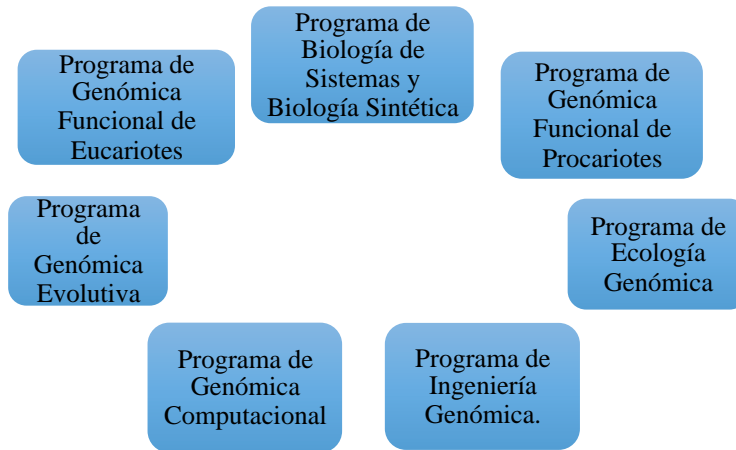 Programa de
Biología de
Sistemas y
Biología Sintética
Programa de
Genómica
Funcional de
Procariotes
Programa de
Ecología
Genómica
Programa de
Ingeniería
Genómica.
Programa de
Genómica
Computacional
Programa
de
Genómica
Evolutiva
Programa de
Genómica
Funcional de
Eucariotes